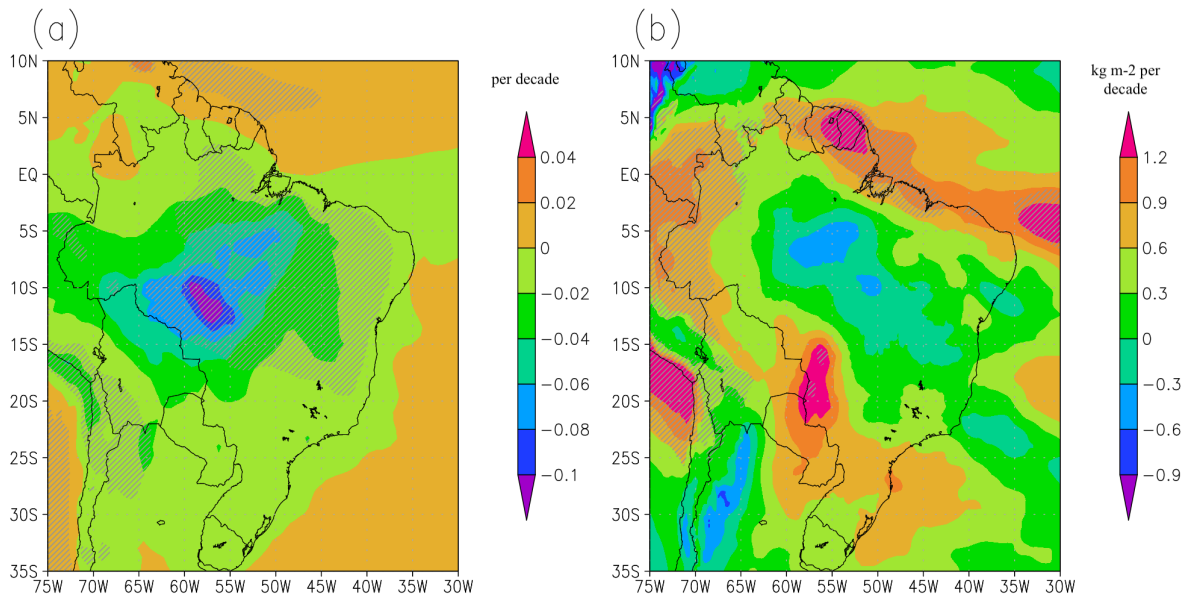 (a)
(b)
per decade
kg m-2 per
decade
10N
5N
EQ
5S
10S
15S
20S
25S
30S
35S
75W 70W 65W 60W 55W 50W 45W 40W 35W 30W
0.04
0.02
0
−0.02
−0.04
−0.06
−0.08
−0.1
10N
5N
EQ
5S
10S
15S
20S
25S
30S
35S
75W 70W 65W 60W 55W 50W 45W 40W 35W 30W
1.2
0.9
0.6
0.3
0
−0.3
−0.6
−0.9